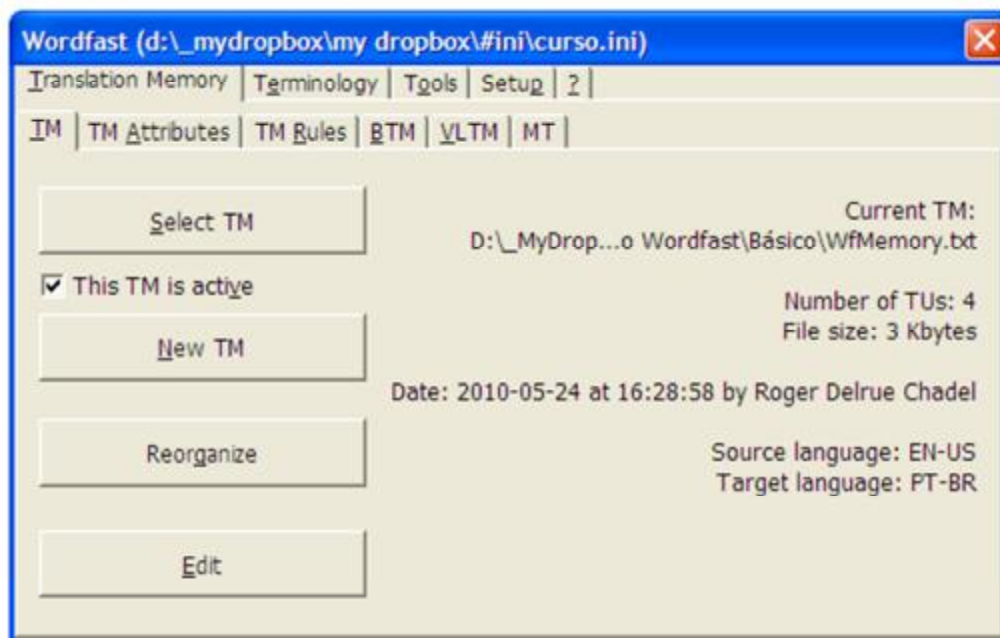 Wordfast (d:\_mydropbox\my dropbox\#ini\curso.ini)
Translation Memory Terminology Tools Setup ?
TM TM Attributes TM Rules BTM VLTM MT
Select TM
Current TM:
D:\_MyDrop...o Wordfast\Básico\WfMemory.txt
This TM is active
Number of TUs: 4
File size: 3 Kbytes
New TM
Date: 2010-05-24 at 16:28:58 by Roger Delrue Chadel
Reorganize
Source language: EN-US
Target language: PT-BR
Edit